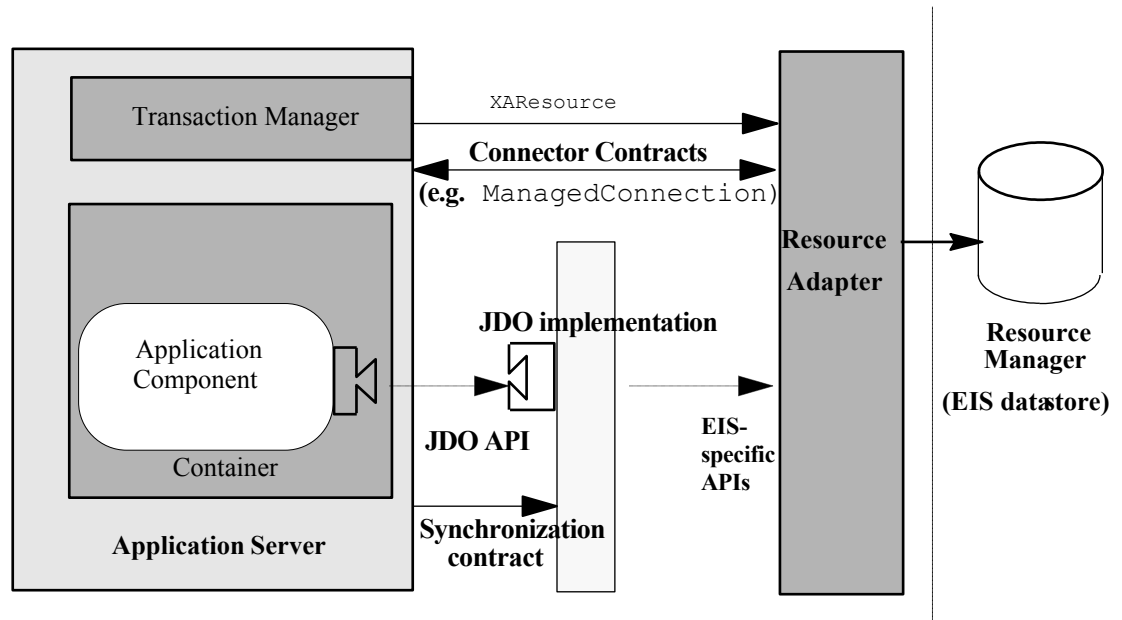 XAResource
Transaction Manager
Connector Contracts
(e.g. ManagedConnection)
Resource
Adapter
JDO implementation
Application
Component
Container
JDO API
EIS-
specific
APIs
Synchronization
contract
Application Server
Resource
Manager
(EIS datastore)